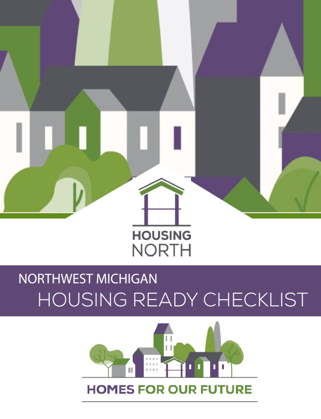 HOUSING
NORTH
NORTHWEST MICHIGAN
HOUSING READY CHECKLIST
HOMES FOR OUR FUTURE